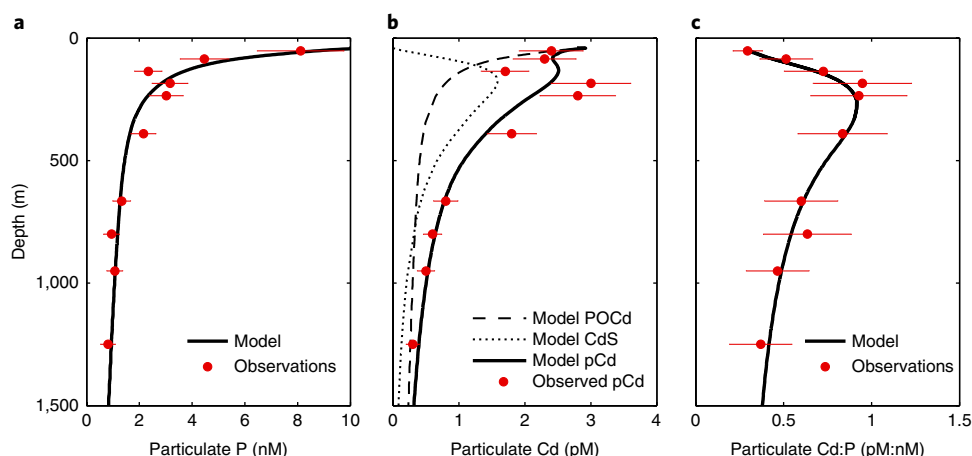 a
b
c
0
500
1,000
1,500
Depth (m)
Model
Observations
0
2
4
6
8
10
Particulate P (nM)
Model POCd
Model CdS
Model pCd
Observed pCd
0
1
2
3
4
Particulate Cd (pM)
Model
Observations
0
0.5
1
1.5
Particulate Cd:P (pM:nM)